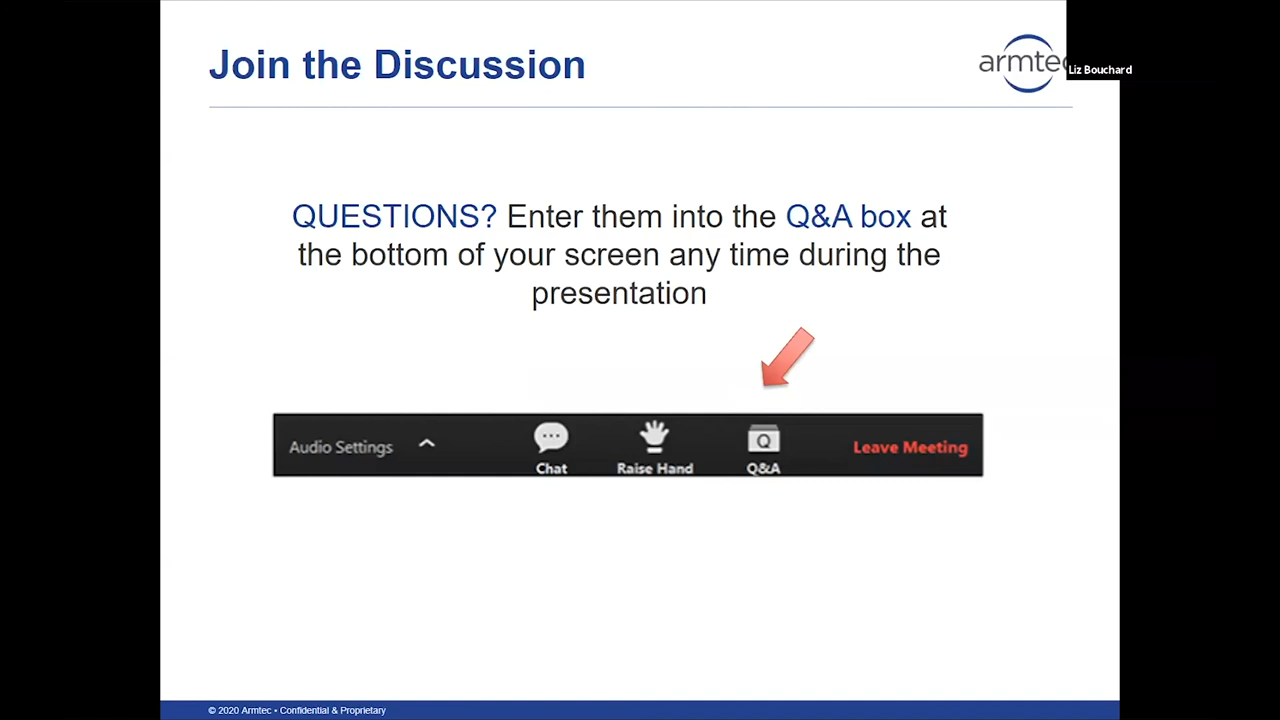 Join the Discussion
armtec
Liz Bouchard
QUESTIONS? Enter them into the Q&A box at
the bottom of your screen any time during the
presentation
Audio Settings
Chat
Raise Hand
Q
Q&A
Leave Meeting
© 2020 Armtec • Confidential & Proprietary